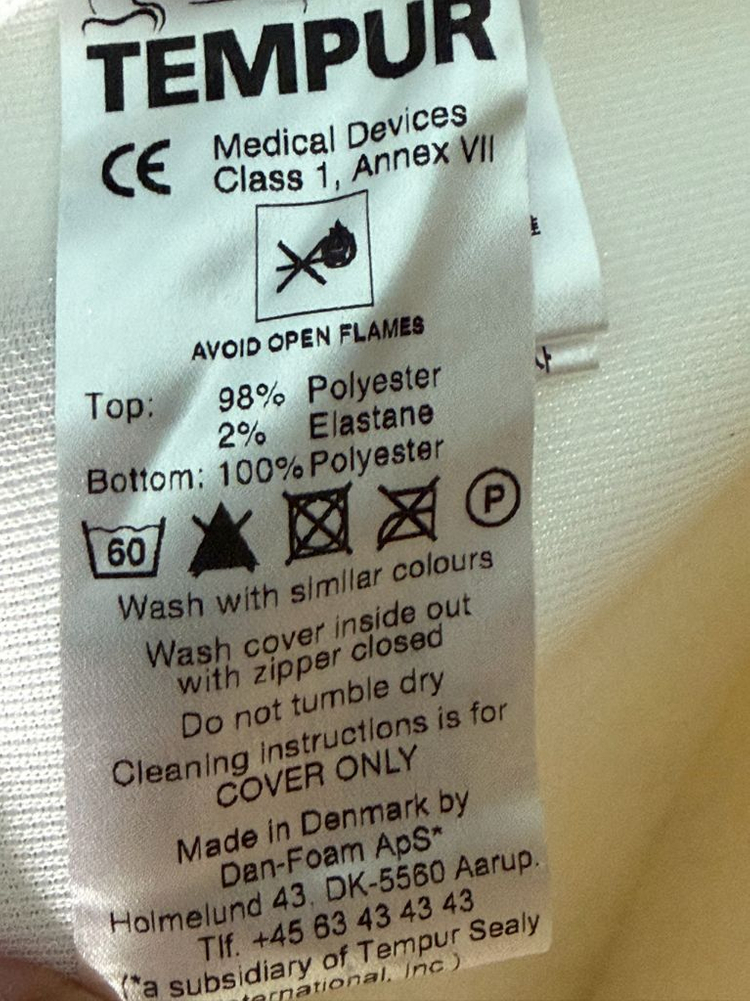 TEMPUR
CE Medical Devices
Class 1, Annex VII
AVOID OPEN FLAMES
Top: 98% Polyester
2% Elastane
Bottom: 100% Polyester
60 P
Wash with similar colours
Wash cover inside out
with zipper closed
Do not tumble dry
Cleaning instructions is for
COVER ONLY
Made in Denmark by
Dan-Foam ApS*
Holmelund 43. DK-5560 Aarup.
Tlf. +45 63 43 43 43
(*a subsidiary of Tempur Sealy
ternational, Inc.)